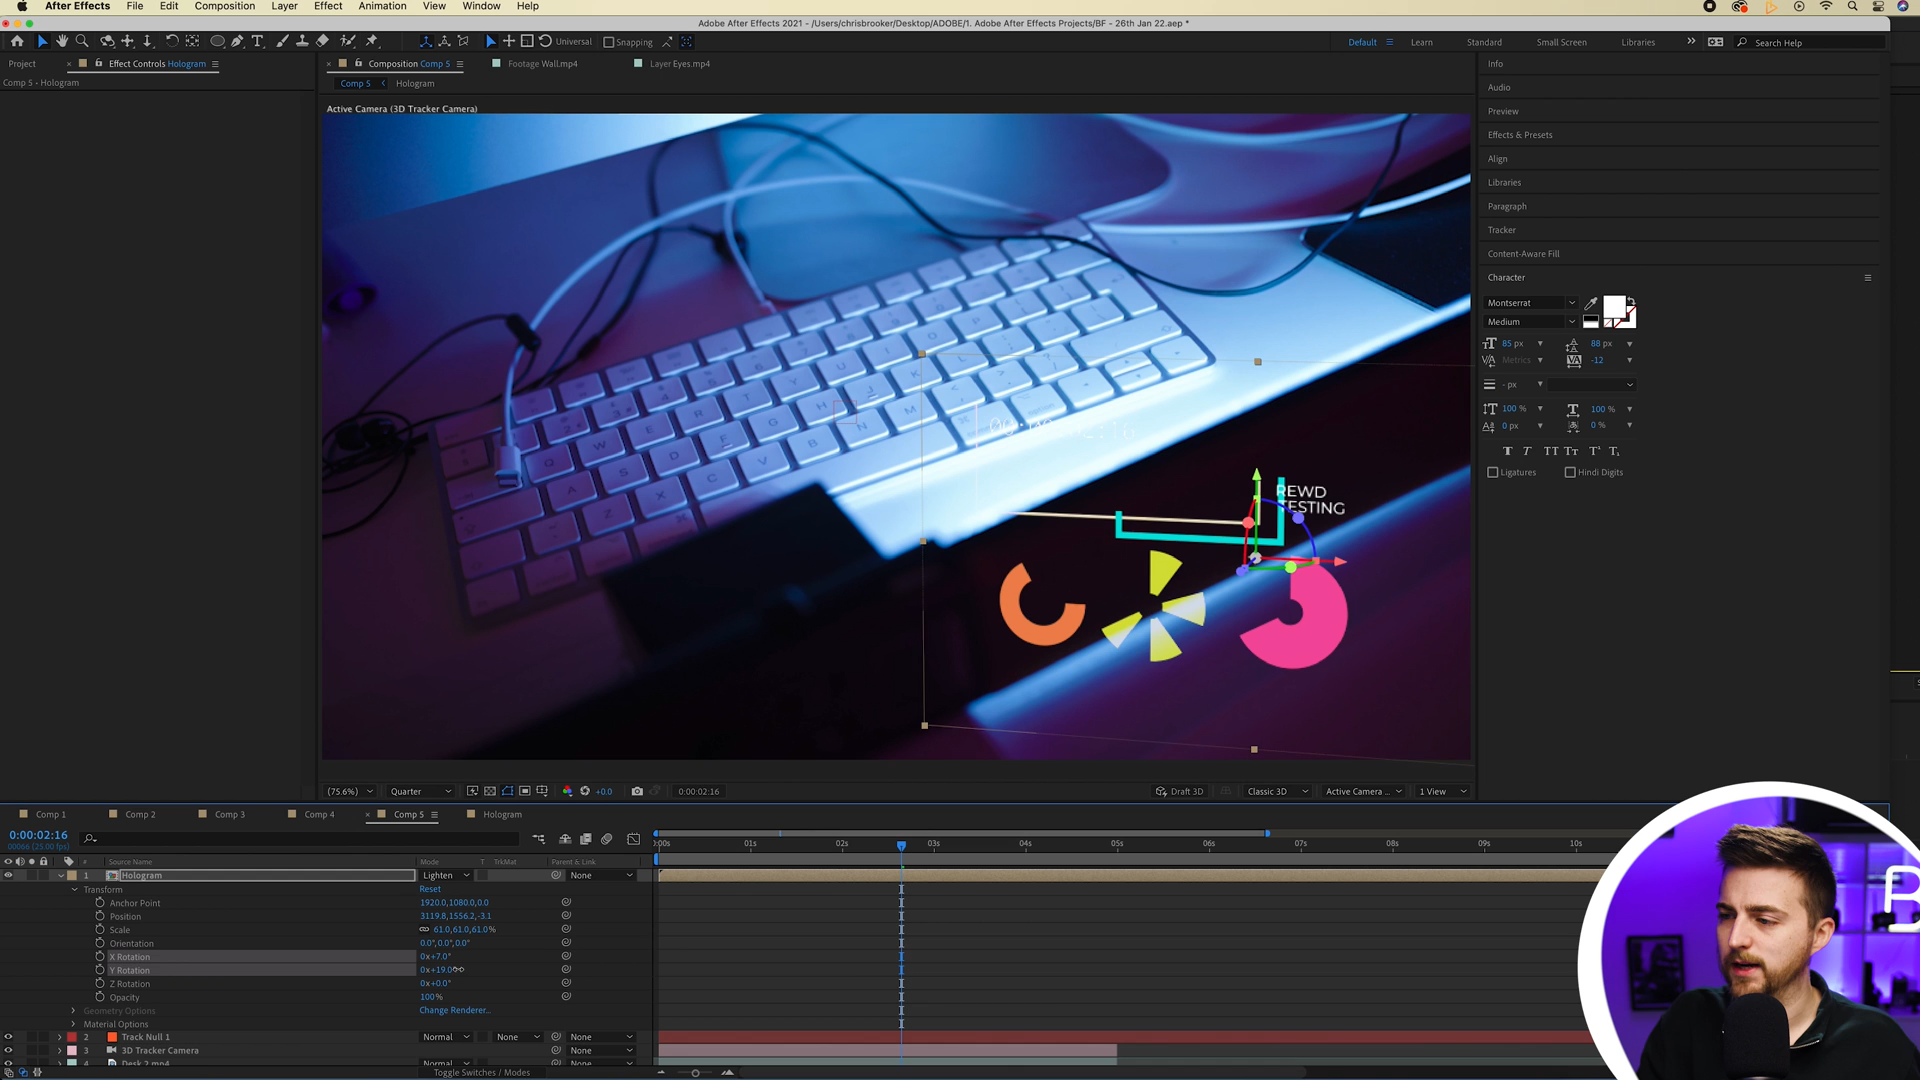 After Effects File Edit Composition Layer Effect Animation View Window Help
Adobe After Effects 2021 - /Users/chrisbrooker/Desktop/ADOBE/1. Adobe After Effects Projects/BF - 26th Jan 22.aep *
Universal Snapping Default Learn Standard Small Screen Libraries Search Help
Project Effect Controls Hologram Composition Comp 5 Footage Wall.mp4 Layer Eyes.mp4
Comp 5 • Hologram Comp 5 Hologram
Active Camera (3D Tracker Camera)
Info
Audio
Preview
Effects & Presets
Align
Libraries
Paragraph
Tracker
Content-Aware Fill
Character
Montserrat
Medium
85 px 88 px
Metrics -12
- px
100 % 100 %
0 px 0 %
Ligatures Hindi Digits
REWD
TESTING
(75.6%) Quarter +0.0 0:00:02:16 Draft 3D Classic 3D Active Camera ... 1 View
Comp 1 Comp 2 Comp 3 Comp 4 Comp 5 Hologram
0:00:02:16
00066 (25.00 fps)
:00s 01s 02s 03s 04s 05s 06s 07s 08s 09s 10s
# Source Name Mode T TrkMat Parent & Link
1 Hologram Lighten None
Transform Reset
Anchor Point 1920.0,1080.0,0.0
Position 3119.8,1556.2,-3.1
Scale 61.0,61.0,61.0%
Orientation 0.0°,0.0°,0.0°
X Rotation 0x+7.0°
Y Rotation 0x+19.0
Z Rotation 0x+0.0°
Opacity 100%
Geometry Options Change Renderer...
Material Options
2 Track Null 1 Normal None None
3 3D Tracker Camera None
4 Desk 2.mp4 Normal None
Toggle Switches / Modes